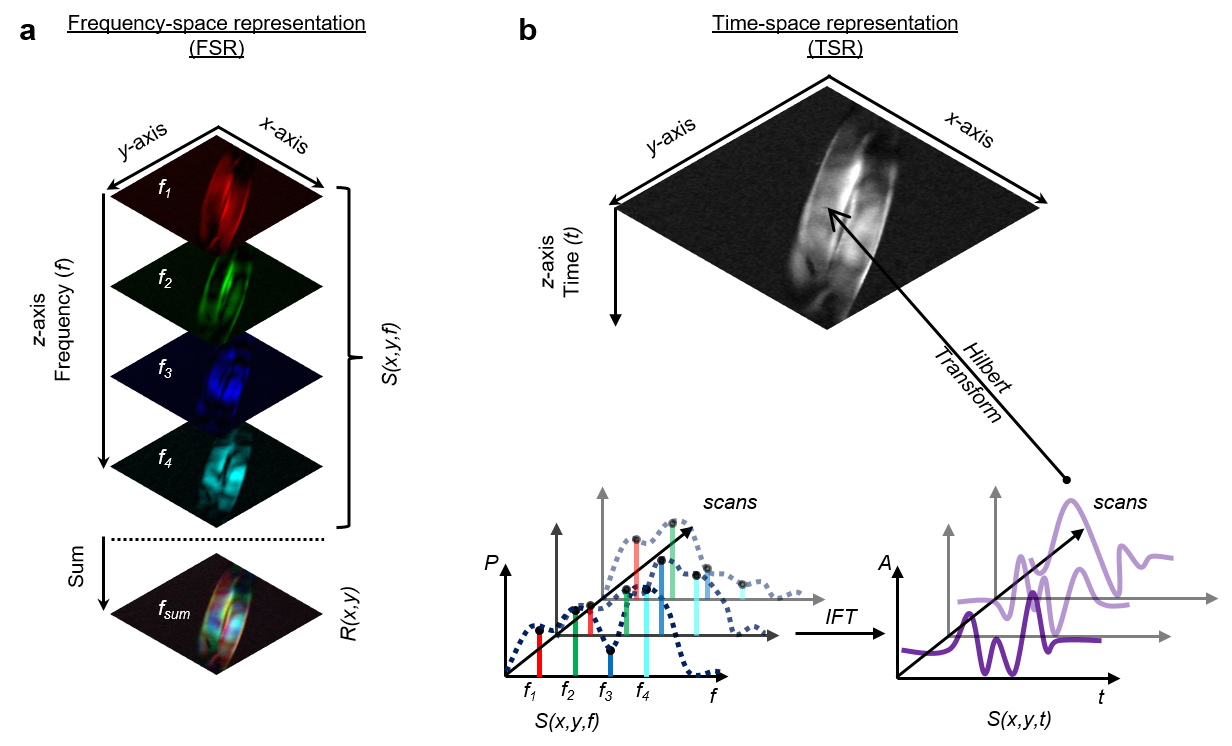 a
Frequency-space representation
(FSR)
y-axis
x-axis
f1
f2
f3
f4
z-axis
Frequency (f)
S(x,y,f)
Sum
fsum
R(x,y)
b
Time-space representation
(TSR)
y-axis
x-axis
z-axis
Time (t)
Hilbert
Transform
scans
P
f1 f2 f3 f4 f
S(x,y,f)
IFT
scans
A
t
S(x,y,t)